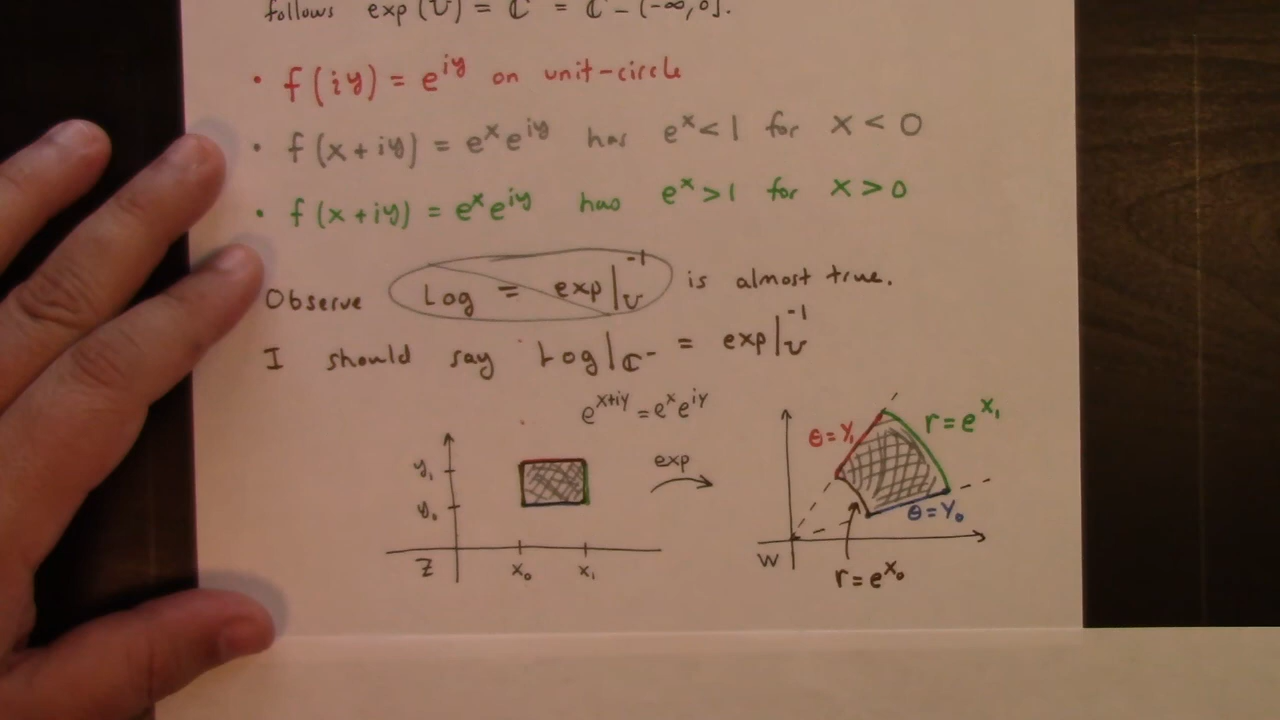 follows exp(U) = ℂ⁻ = ℂ - (-∞, 0].
• f(iy) = e^{iy} on unit-circle
• f(x+iy) = e^x e^{iy} has e^x < 1 for x < 0
• f(x+iy) = e^x e^{iy} has e^x > 1 for x > 0
Observe Log = exp|_U^{-1} is almost true.
I should say Log|_{ℂ⁻} = exp|_U^{-1}
e^{x+iy} = e^x e^{iy}
y₁
y₀
Z
x₀ x₁
exp
θ = y₁
r = e^{x₁}
θ = y₀
W
r = e^{x₀}